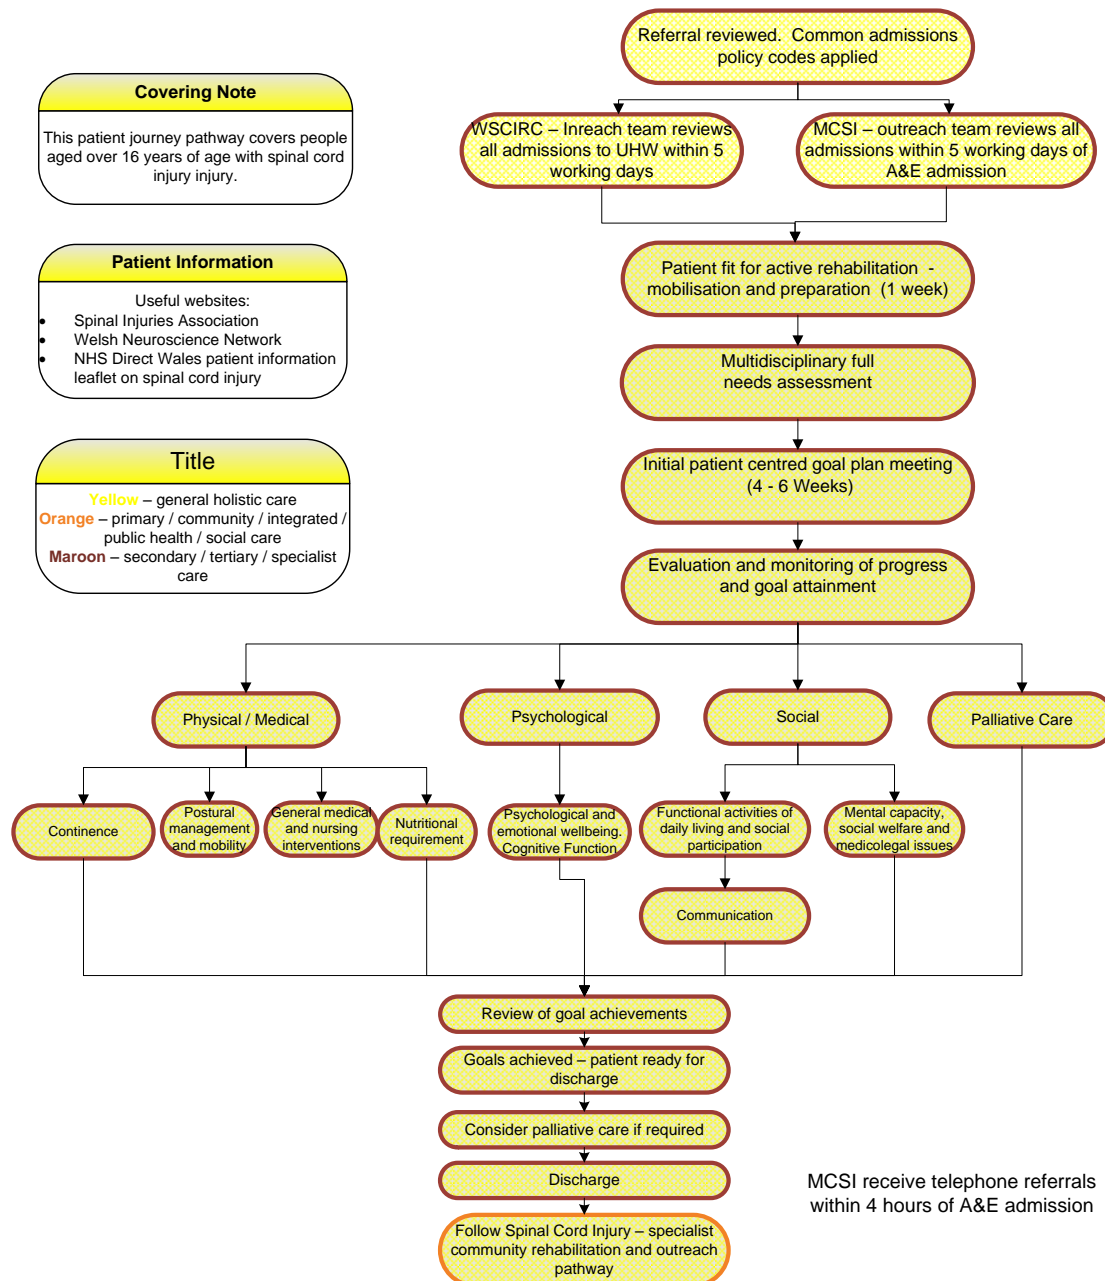 Referral reviewed.  Common admissions
policy codes applied
Covering Note
This patient journey pathway covers people
aged over 16 years of age with spinal cord
injury injury.
WSCIRC – Inreach team reviews
all admissions to UHW within 5
working days
MCSI – outreach team reviews all
admissions within 5 working days of
A&E admission
Patient Information
Useful websites:
• Spinal Injuries Association
• Welsh Neuroscience Network
• NHS Direct Wales patient information
leaflet on spinal cord injury
Patient fit for active rehabilitation -
mobilisation and preparation (1 week)
Multidisciplinary full
needs assessment
Title
Yellow – general holistic care
Orange – primary / community / integrated /
public health / social care
Maroon – secondary / tertiary / specialist
care
Initial patient centred goal plan meeting
(4 - 6 Weeks)
Evaluation and monitoring of progress
and goal attainment
Physical / Medical
Psychological
Social
Palliative Care
Continence
Postural
management
and mobility
General medical
and nursing
interventions
Nutritional
requirement
Psychological and
emotional wellbeing.
Cognitive Function
Functional activities of
daily living and social
participation
Mental capacity,
social welfare and
medicolegal issues
Communication
Review of goal achievements
Goals achieved – patient ready for
discharge
Consider palliative care if required
Discharge
Follow Spinal Cord Injury – specialist
community rehabilitation and outreach
pathway
MCSI receive telephone referrals
within 4 hours of A&E admission